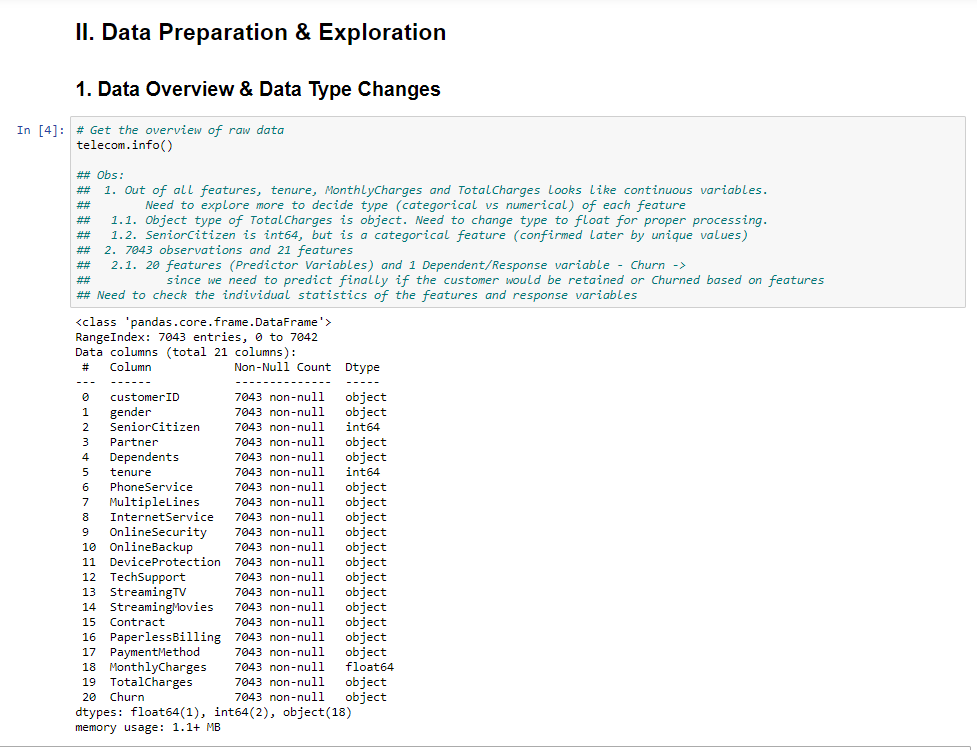 II. Data Preparation & Exploration
1. Data Overview & Data Type Changes
In [4]: # Get the overview of raw data
telecom.info()
## Obs:
##  1. Out of all features, tenure, MonthlyCharges and TotalCharges looks like continuous variables.
##        Need to explore more to decide type (categorical vs numerical) of each feature
##   1.1. Object type of TotalCharges is object. Need to change type to float for proper processing.
##   1.2. SeniorCitizen is int64, but is a categorical feature (confirmed later by unique values)
##  2. 7043 observations and 21 features
##   2.1. 20 features (Predictor Variables) and 1 Dependent/Response variable - Churn ->
##           since we need to predict finally if the customer would be retained or Churned based on features
## Need to check the individual statistics of the features and response variables
<class 'pandas.core.frame.DataFrame'>
RangeIndex: 7043 entries, 0 to 7042
Data columns (total 21 columns):
 #   Column            Non-Null Count  Dtype
---  ------            --------------  -----
 0   customerID        7043 non-null   object
 1   gender            7043 non-null   object
 2   SeniorCitizen     7043 non-null   int64
 3   Partner           7043 non-null   object
 4   Dependents        7043 non-null   object
 5   tenure            7043 non-null   int64
 6   PhoneService      7043 non-null   object
 7   MultipleLines     7043 non-null   object
 8   InternetService   7043 non-null   object
 9   OnlineSecurity    7043 non-null   object
 10  OnlineBackup      7043 non-null   object
 11  DeviceProtection  7043 non-null   object
 12  TechSupport       7043 non-null   object
 13  StreamingTV       7043 non-null   object
 14  StreamingMovies   7043 non-null   object
 15  Contract          7043 non-null   object
 16  PaperlessBilling  7043 non-null   object
 17  PaymentMethod     7043 non-null   object
 18  MonthlyCharges    7043 non-null   float64
 19  TotalCharges      7043 non-null   object
 20  Churn             7043 non-null   object
dtypes: float64(1), int64(2), object(18)
memory usage: 1.1+ MB